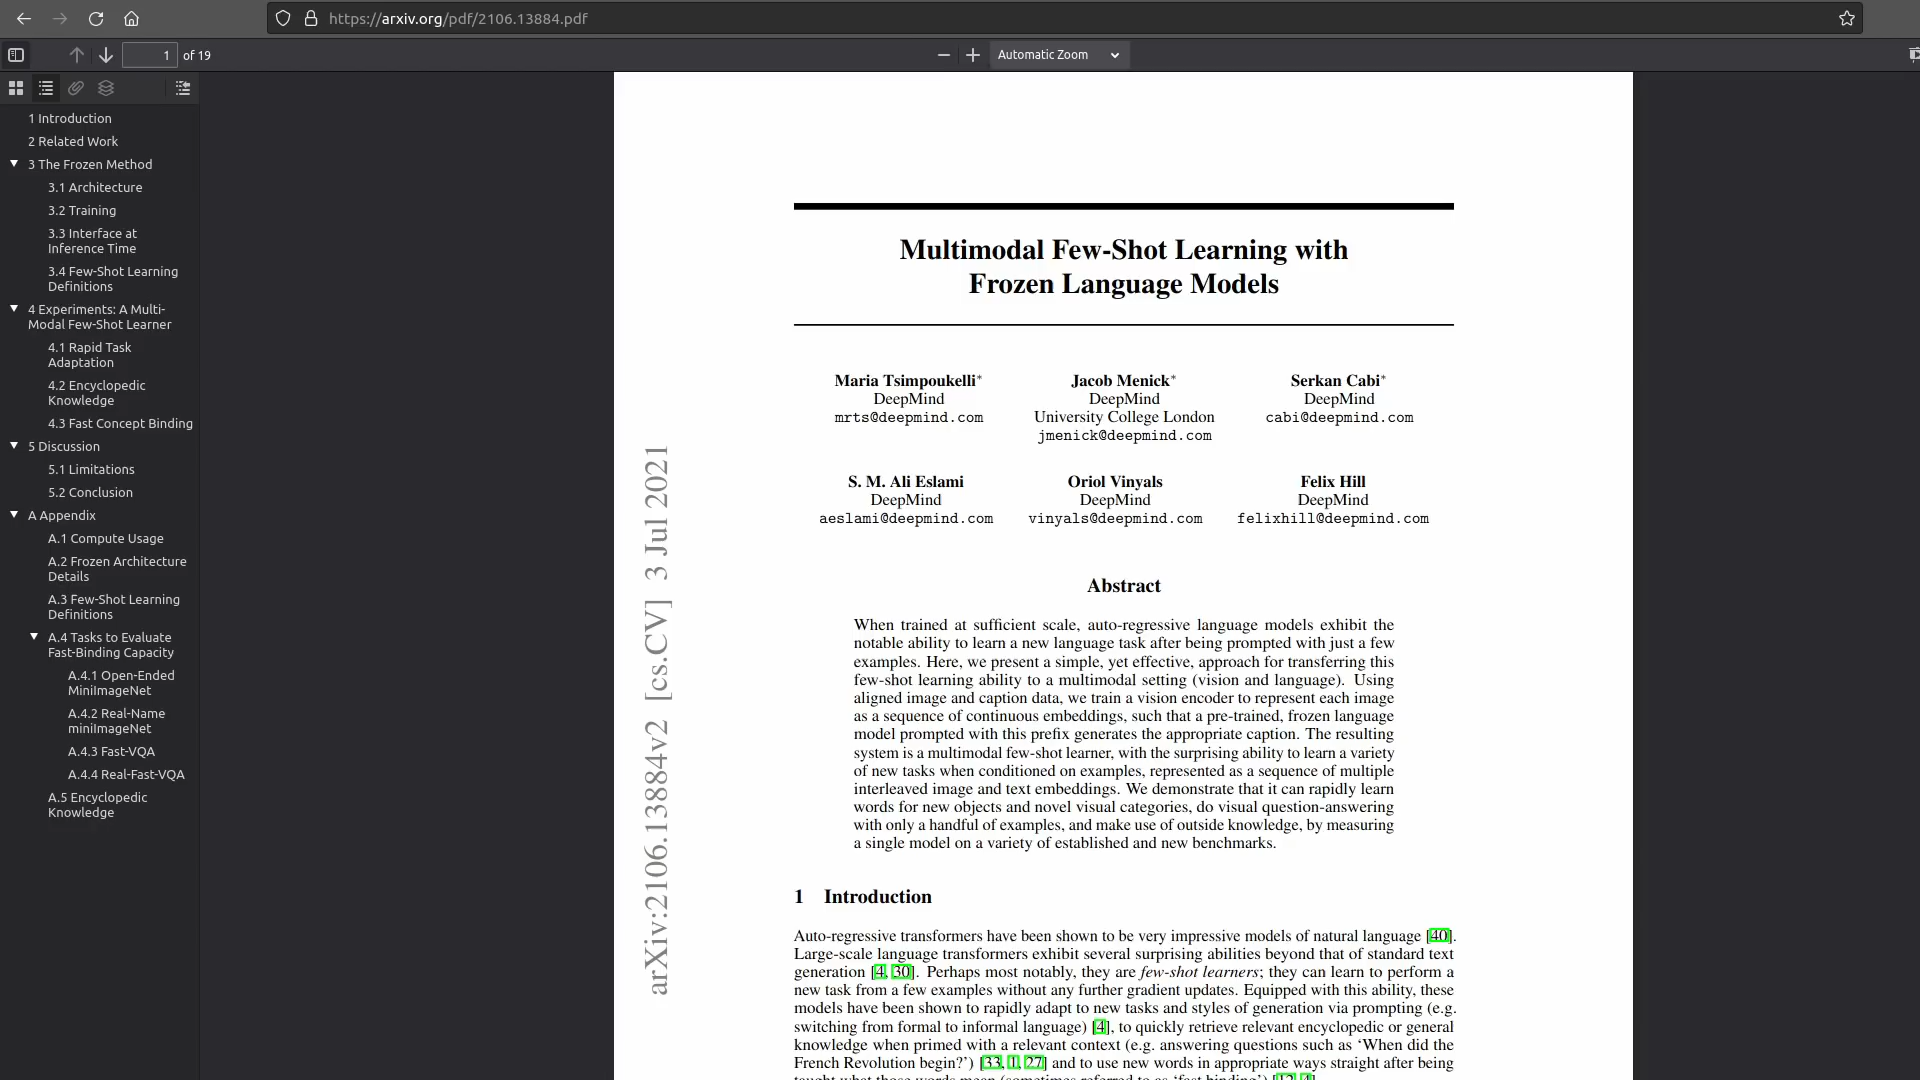 https://arxiv.org/pdf/2106.13884.pdf
1 of 19
Automatic Zoom
1 Introduction
2 Related Work
3 The Frozen Method
3.1 Architecture
3.2 Training
3.3 Interface at
Inference Time
3.4 Few-Shot Learning
Definitions
4 Experiments: A Multi-
Modal Few-Shot Learner
4.1 Rapid Task
Adaptation
4.2 Encyclopedic
Knowledge
4.3 Fast Concept Binding
5 Discussion
5.1 Limitations
5.2 Conclusion
A Appendix
A.1 Compute Usage
A.2 Frozen Architecture
Details
A.3 Few-Shot Learning
Definitions
A.4 Tasks to Evaluate
Fast-Binding Capacity
A.4.1 Open-Ended
MiniImageNet
A.4.2 Real-Name
miniImageNet
A.4.3 Fast-VQA
A.4.4 Real-Fast-VQA
A.5 Encyclopedic
Knowledge
arXiv:2106.13884v2 [cs.CV] 3 Jul 2021
Multimodal Few-Shot Learning with
Frozen Language Models
Maria Tsimpoukelli*
DeepMind
mrts@deepmind.com
Jacob Menick*
DeepMind
University College London
jmenick@deepmind.com
Serkan Cabi*
DeepMind
cabi@deepmind.com
S. M. Ali Eslami
DeepMind
aeslami@deepmind.com
Oriol Vinyals
DeepMind
vinyals@deepmind.com
Felix Hill
DeepMind
felixhill@deepmind.com
Abstract
When trained at sufficient scale, auto-regressive language models exhibit the
notable ability to learn a new language task after being prompted with just a few
examples. Here, we present a simple, yet effective, approach for transferring this
few-shot learning ability to a multimodal setting (vision and language). Using
aligned image and caption data, we train a vision encoder to represent each image
as a sequence of continuous embeddings, such that a pre-trained, frozen language
model prompted with this prefix generates the appropriate caption. The resulting
system is a multimodal few-shot learner, with the surprising ability to learn a variety
of new tasks when conditioned on examples, represented as a sequence of multiple
interleaved image and text embeddings. We demonstrate that it can rapidly learn
words for new objects and novel visual categories, do visual question-answering
with only a handful of examples, and make use of outside knowledge, by measuring
a single model on a variety of established and new benchmarks.
1 Introduction
Auto-regressive transformers have been shown to be very impressive models of natural language [40].
Large-scale language transformers exhibit several surprising abilities beyond that of standard text
generation [4, 30]. Perhaps most notably, they are few-shot learners; they can learn to perform a
new task from a few examples without any further gradient updates. Equipped with this ability, these
models have been shown to rapidly adapt to new tasks and styles of generation via prompting (e.g.
switching from formal to informal language) [4], to quickly retrieve relevant encyclopedic or general
knowledge when primed with a relevant context (e.g. answering questions such as ‘When did the
French Revolution begin?’) [33, 1, 27] and to use new words in appropriate ways straight after being
taught what those words mean (sometimes referred to as ‘fast binding’) [12, 4].